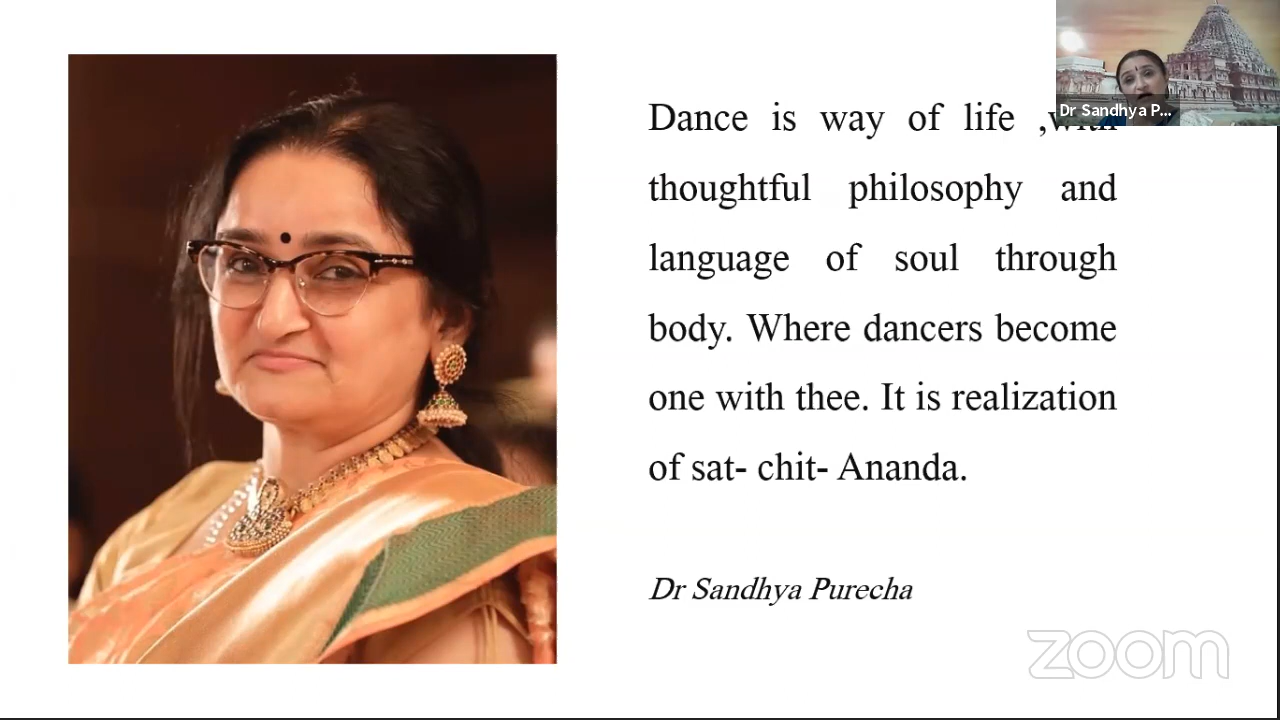 Dr Sandhya P...
Dance is way of life ,with
thoughtful philosophy and
language of soul through
body. Where dancers become
one with thee. It is realization
of sat- chit- Ananda.
Dr Sandhya Purecha
zoom